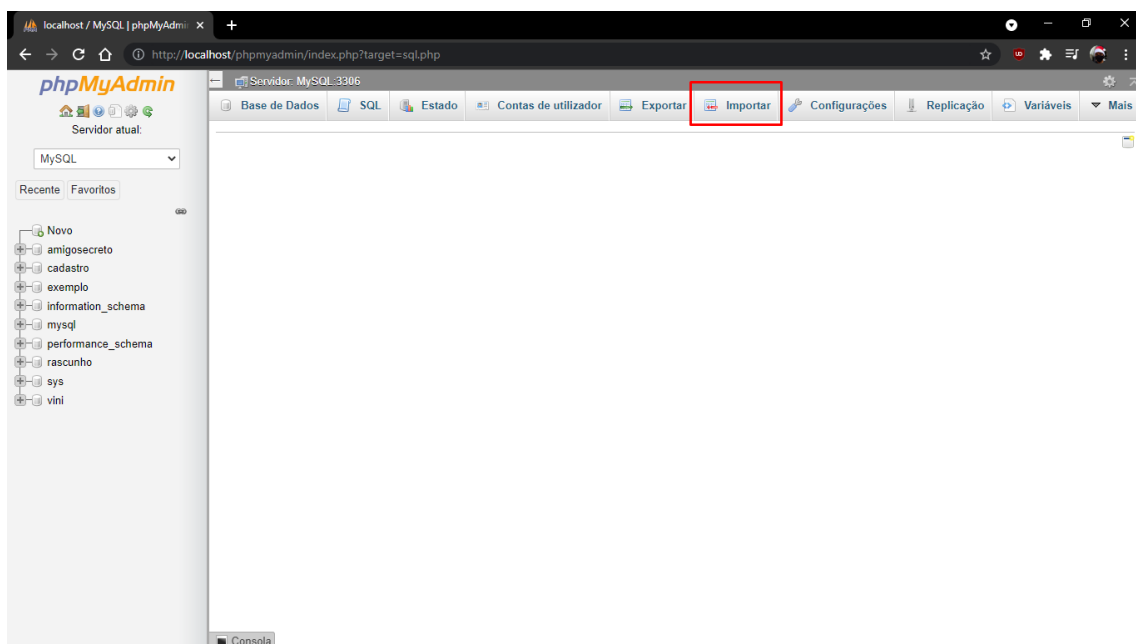 localhost / MySQL | phpMyAdmi
http://localhost/phpmyadmin/index.php?target=sql.php
phpMyAdmin
Servidor atual:
MySQL
Recente Favoritos
Novo
amigosecreto
cadastro
exemplo
information_schema
mysql
performance_schema
rascunho
sys
vini
Servidor: MySQL:3306
Base de Dados SQL Estado Contas de utilizador Exportar Importar Configurações Replicação Variáveis Mais
Consola